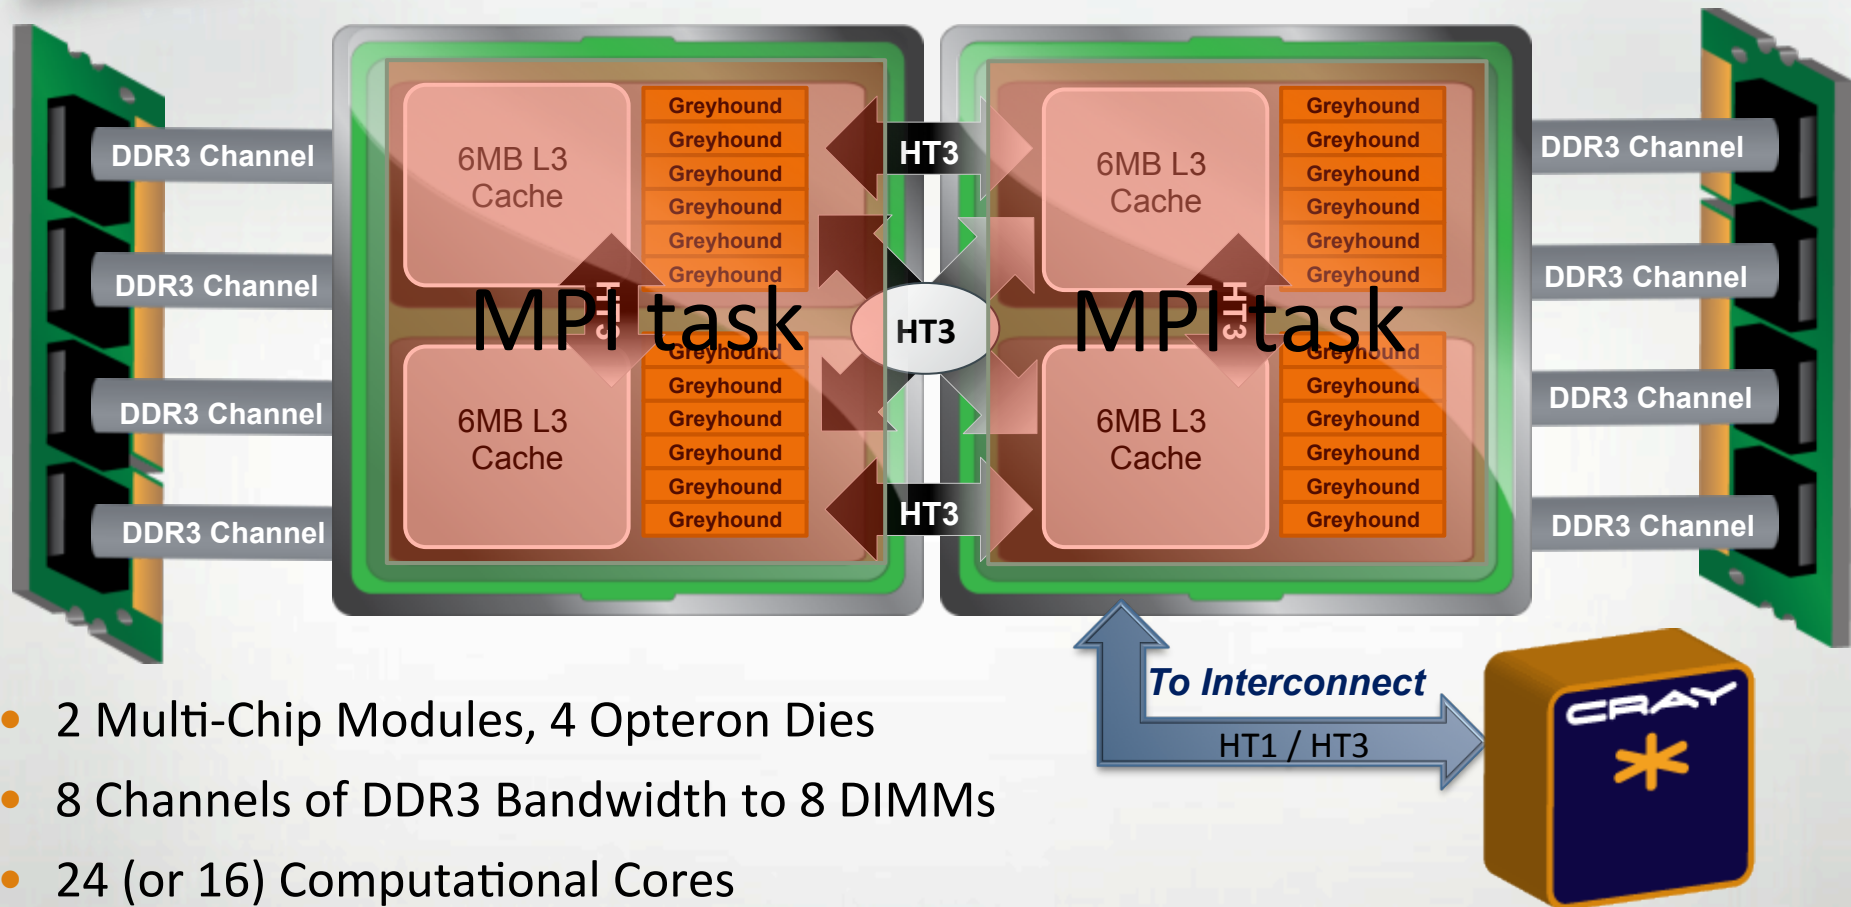 DDR3 Channel
DDR3 Channel
DDR3 Channel
DDR3 Channel
6MB L3
Cache
Greyhound
Greyhound
Greyhound
Greyhound
Greyhound
Greyhound
HT3
MPI task
6MB L3
Cache
Greyhound
Greyhound
Greyhound
Greyhound
Greyhound
Greyhound
HT3
HT3
HT3
6MB L3
Cache
Greyhound
Greyhound
Greyhound
Greyhound
Greyhound
Greyhound
HT3
MPI task
6MB L3
Cache
Greyhound
Greyhound
Greyhound
Greyhound
Greyhound
Greyhound
DDR3 Channel
DDR3 Channel
DDR3 Channel
DDR3 Channel
To Interconnect
HT1 / HT3
CRAY
• 2 Multi-Chip Modules, 4 Opteron Dies
• 8 Channels of DDR3 Bandwidth to 8 DIMMs
• 24 (or 16) Computational Cores